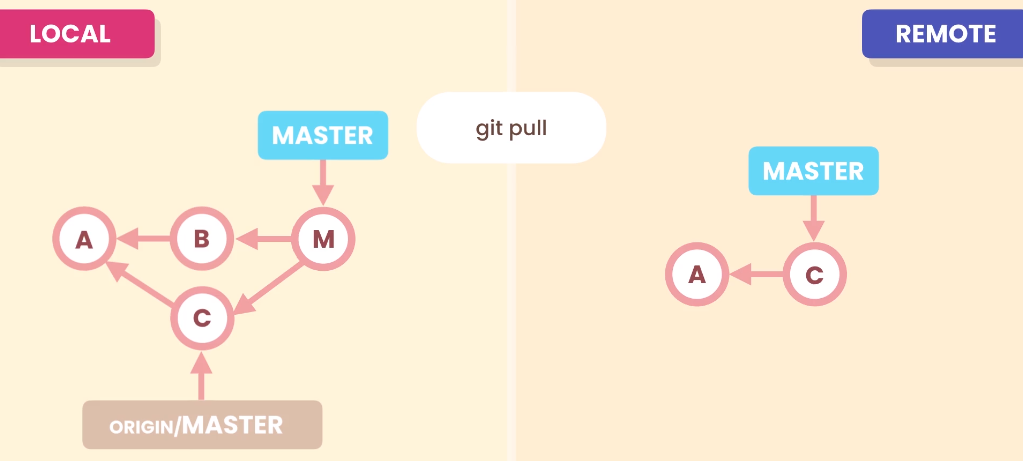 LOCAL
REMOTE
git pull
MASTER
A
B
M
C
ORIGIN/MASTER
MASTER
A
C